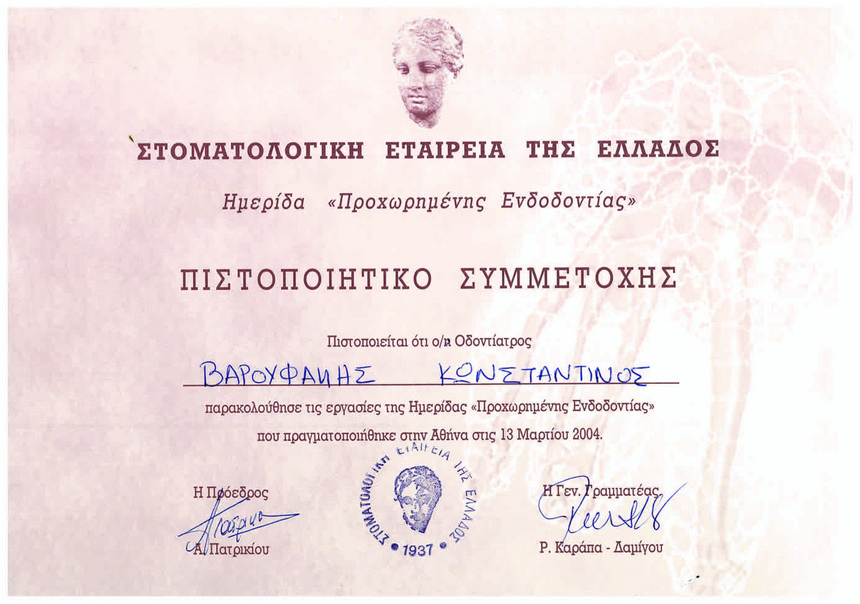 ΣΤΟΜΑΤΟΛΟΓΙΚΗ ΕΤΑΙΡΕΙΑ ΤΗΣ ΕΛΛΑΔΟΣ
Ημερίδα «Προχωρημένης Ενδοδοντίας»
ΠΙΣΤΟΠΟΙΗΤΙΚΟ ΣΥΜΜΕΤΟΧΗΣ
Πιστοποιείται ότι ο/η Οδοντίατρος
ΒΑΡΟΥΦΑΚΗΣ ΚΩΝΣΤΑΝΤΙΝΟΣ
παρακολούθησε τις εργασίες της Ημερίδας «Προχωρημένης Ενδοδοντίας»
που πραγματοποιήθηκε στην Αθήνα στις 13 Μαρτίου 2004.
ΣΤΟΜΑΤΟΛΟΓΙΚΗ ΕΤΑΙΡΕΙΑ ΤΗΣ ΕΛΛΑΔΟΣ
• 1937 •
Η Πρόεδρος
Α. Πατρικίου
Η Γεν. Γραμματέας
Ρ. Καράπα - Δαμίγου